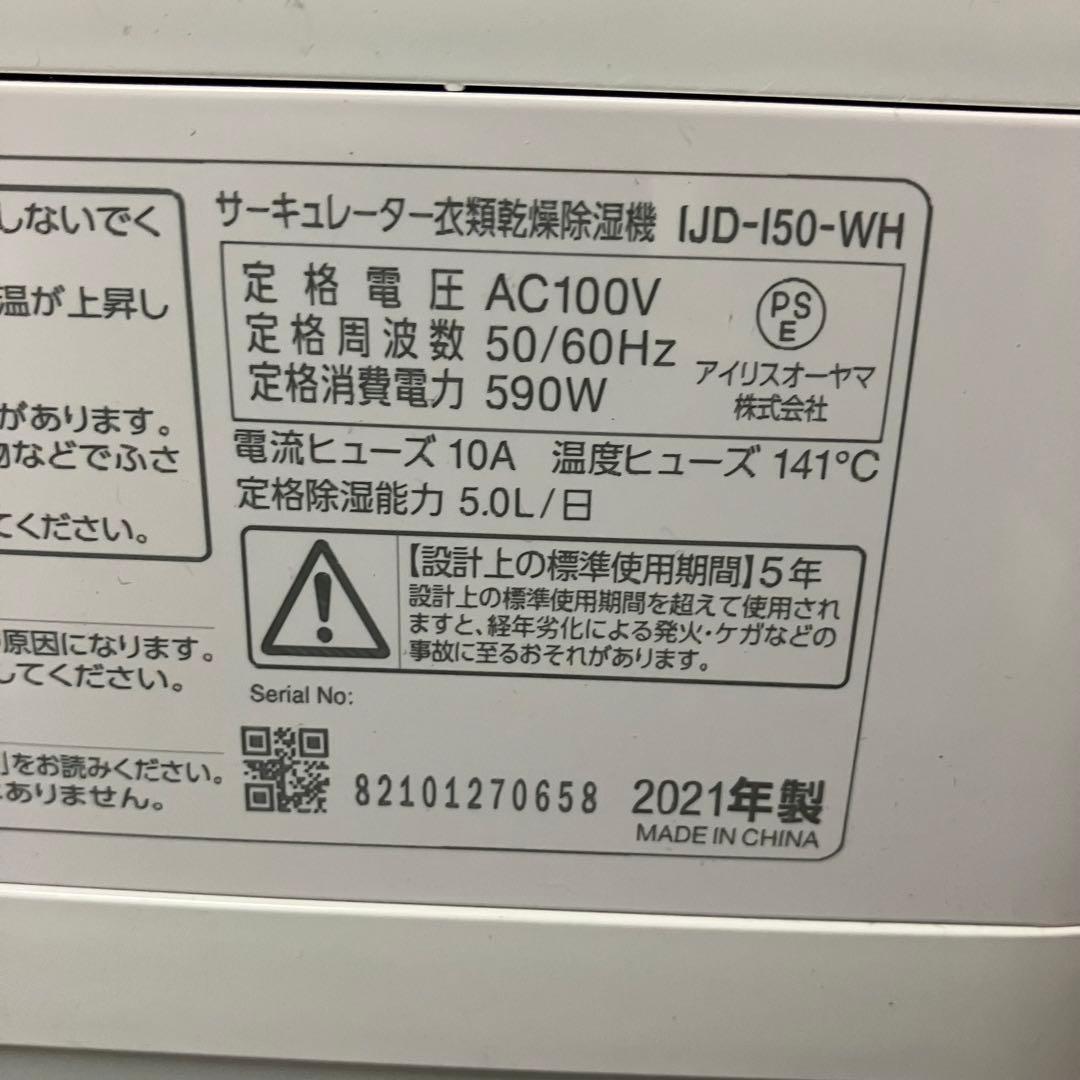 しないでく
温が上昇し
があります。
物などでふさ
てください。
原因になります。
してください。
をお読みください。
ありません。
サーキュレーター衣類乾燥除湿機 IJD-I50-WH
定格電圧 AC100V
定格周波数 50/60Hz
定格消費電力 590W
PS
E
アイリスオーヤマ
株式会社
電流ヒューズ 10A 温度ヒューズ 141℃
定格除湿能力 5.0L/日
【設計上の標準使用期間】5年
設計上の標準使用期間を超えて使用され
ますと、経年劣化による発火・ケガなどの
事故に至るおそれがあります。
Serial No:
82101270658 2021年製
MADE IN CHINA